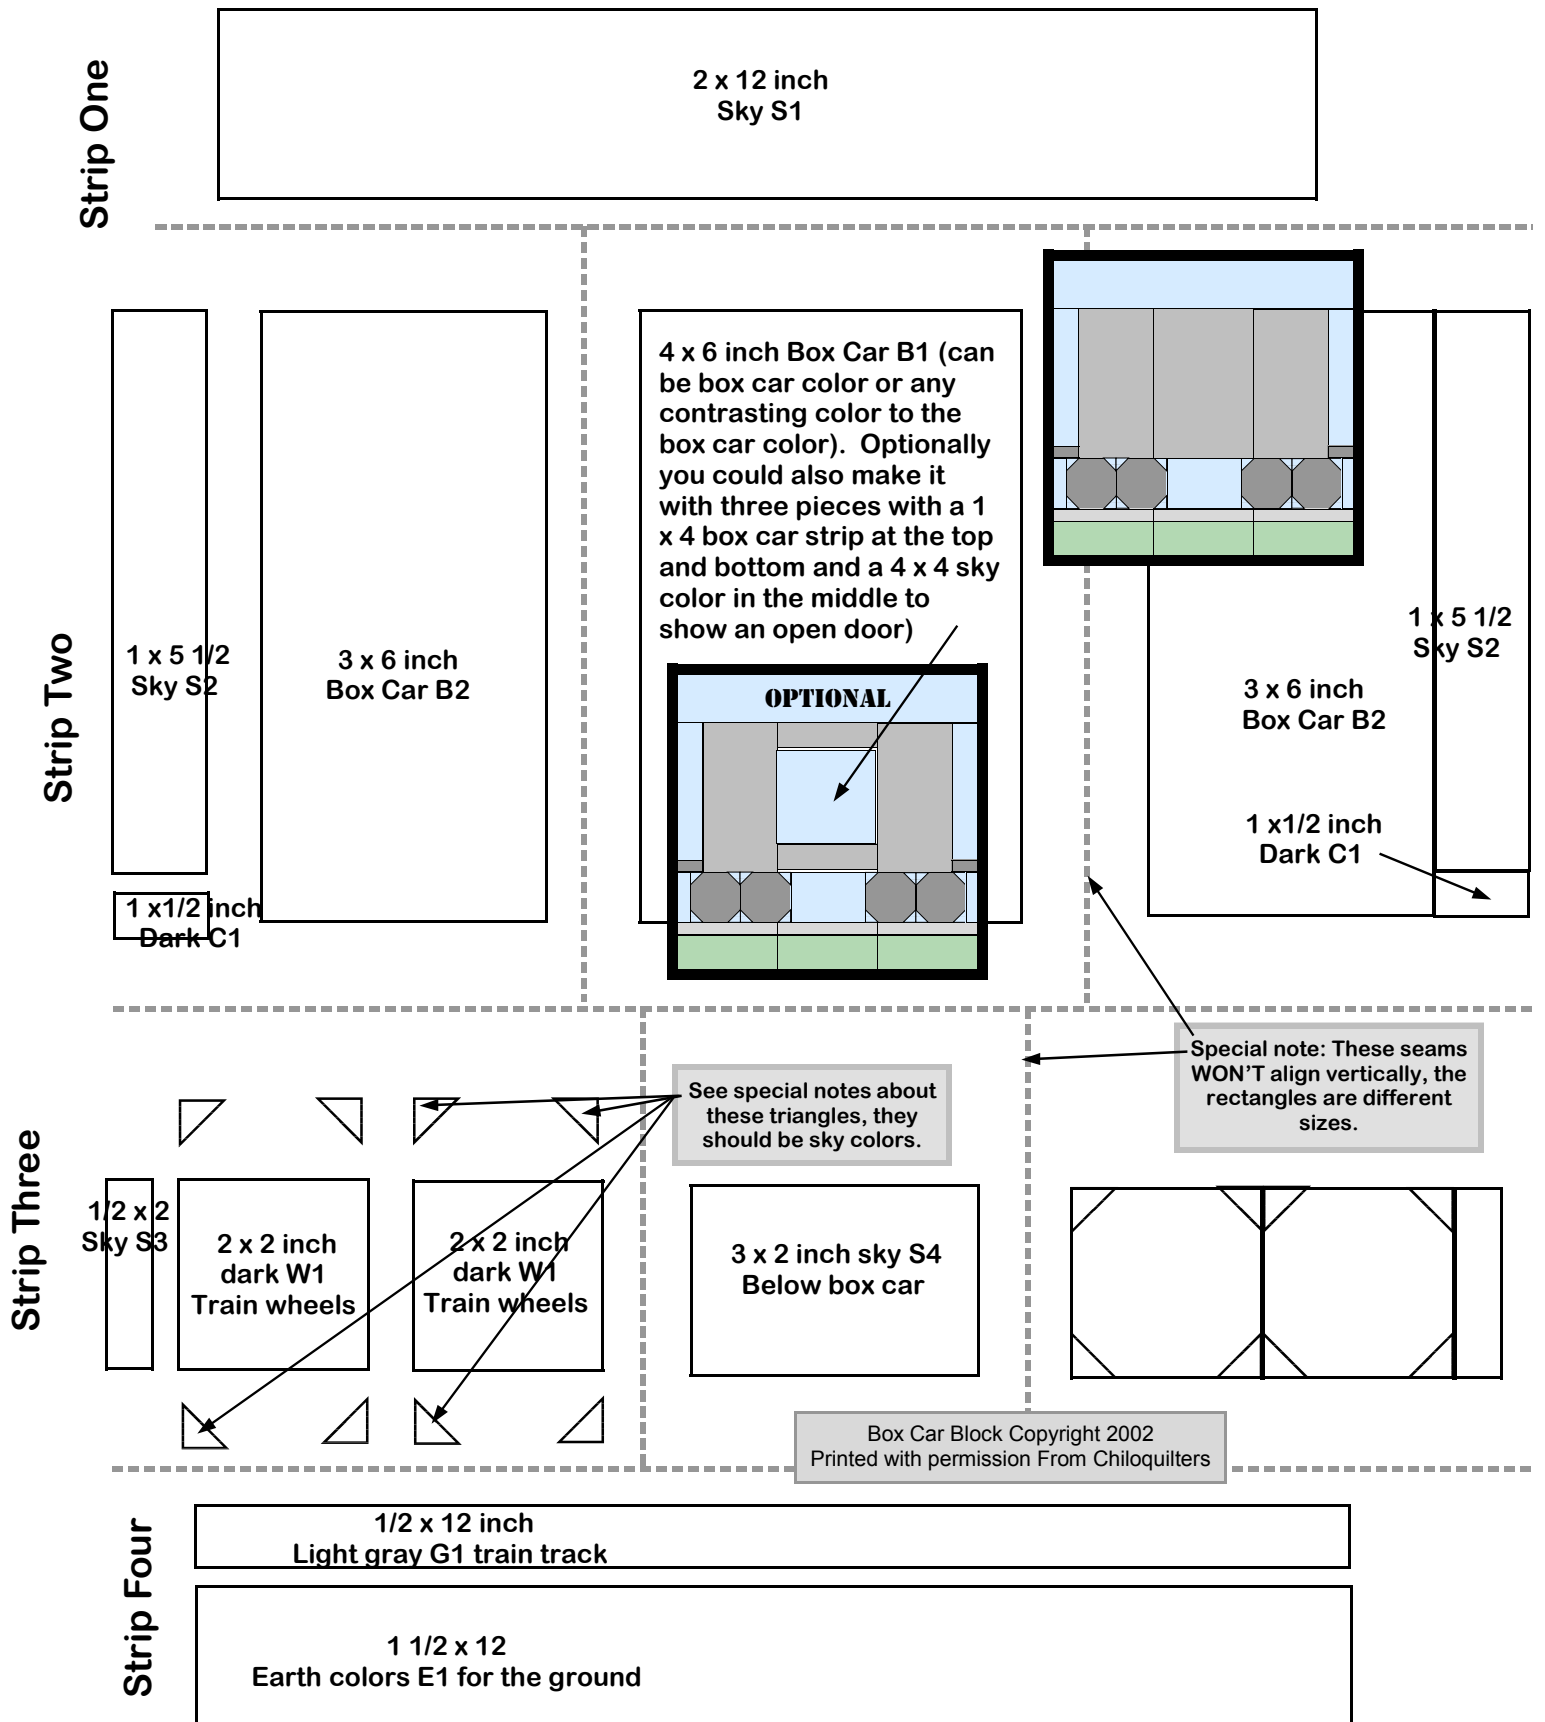 Strip One
2 x 12 inch
Sky S1
Strip Two
1 x 5 1/2
Sky S2
1 x1/2 inch
Dark C1
3 x 6 inch
Box Car B2
4 x 6 inch Box Car B1 (can
be box car color or any
contrasting color to the
box car color).  Optionally
you could also make it
with three pieces with a 1
x 4 box car strip at the top
and bottom and a 4 x 4 sky
color in the middle to
show an open door)
OPTIONAL
1 x 5 1/2
Sky S2
3 x 6 inch
Box Car B2
1 x1/2 inch
Dark C1
Strip Three
Special note: These seams
WON'T align vertically, the
rectangles are different
sizes.
See special notes about
these triangles, they
should be sky colors.
1/2 x 2
Sky S3
2 x 2 inch
dark W1
Train wheels
2 x 2 inch
dark W1
Train wheels
3 x 2 inch sky S4
Below box car
Box Car Block Copyright 2002
Printed with permission From Chiloquilters
Strip Four
1/2 x 12 inch
Light gray G1 train track
1 1/2 x 12
Earth colors E1 for the ground